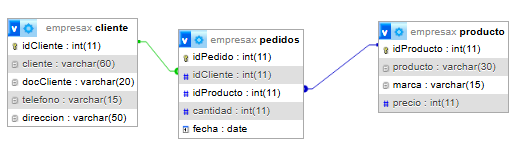 v empresax cliente
idCliente : int(11)
cliente : varchar(60)
docCliente : varchar(20)
telefono : varchar(15)
direccion : varchar(50)
v empresax pedidos
idPedido : int(11)
# idCliente : int(11)
# idProducto : int(11)
# cantidad : int(11)
fecha : date
v empresax producto
idProducto : int(11)
producto : varchar(30)
marca : varchar(15)
# precio : int(11)